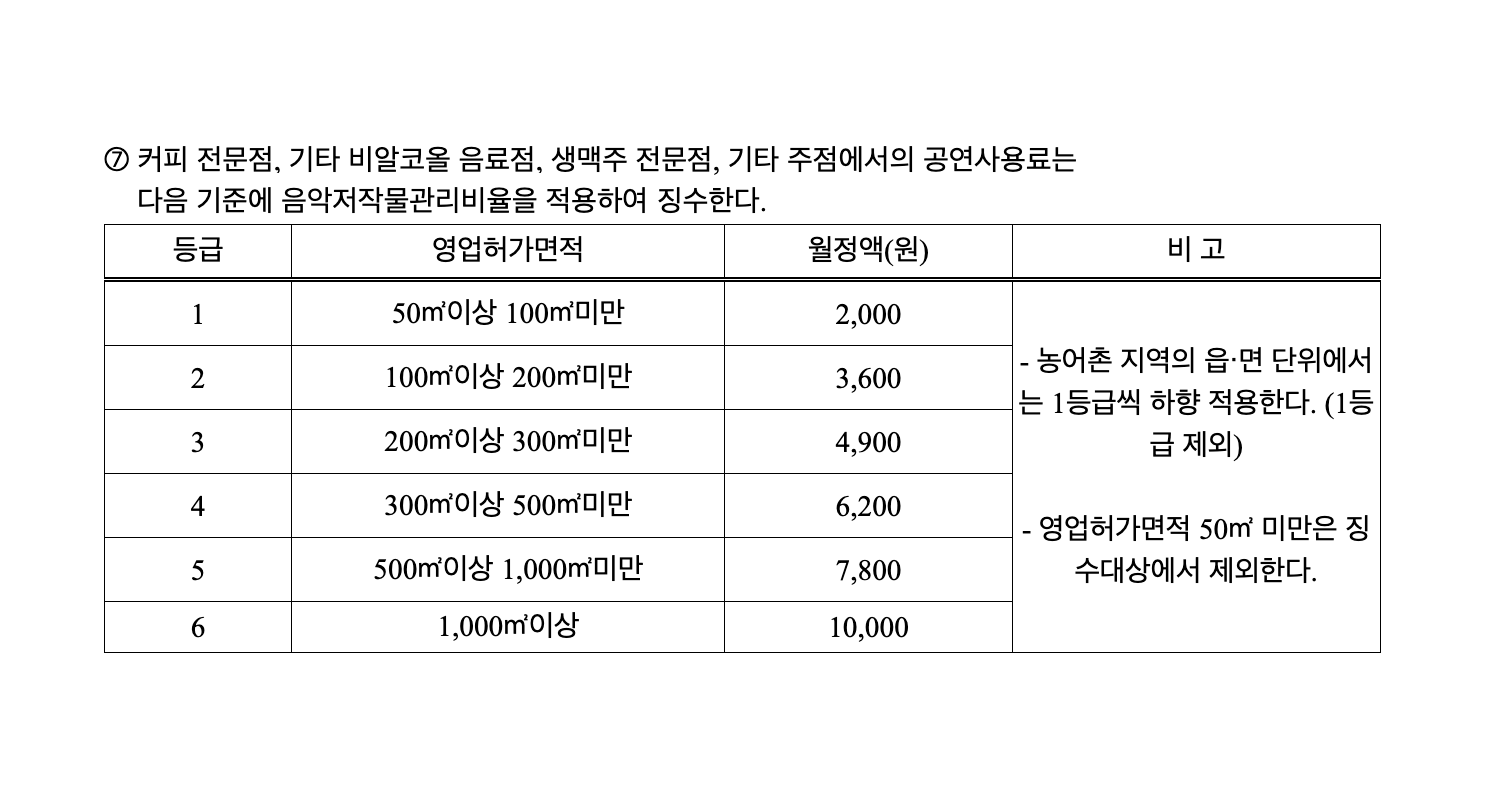 ⑦ 커피 전문점, 기타 비알코올 음료점, 생맥주 전문점, 기타 주점에서의 공연사용료는
다음 기준에 음악저작물관리비율을 적용하여 징수한다.
등급 영업허가면적 월정액(원) 비 고
1 50㎡이상 100㎡미만 2,000
2 100㎡이상 200㎡미만 3,600
3 200㎡이상 300㎡미만 4,900
4 300㎡이상 500㎡미만 6,200
5 500㎡이상 1,000㎡미만 7,800
6 1,000㎡이상 10,000
- 농어촌 지역의 읍·면 단위에서
는 1등급씩 하향 적용한다. (1등
급 제외)
- 영업허가면적 50㎡ 미만은 징
수대상에서 제외한다.